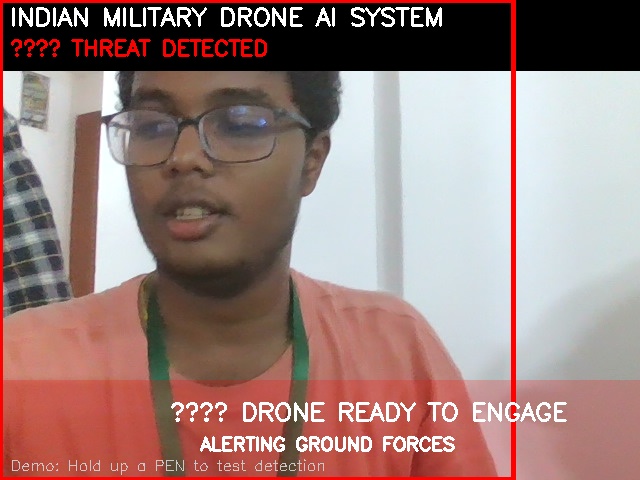 INDIAN MILITARY DRONE AI SYSTEM
???? THREAT DETECTED
???? DRONE READY TO ENGAGE
ALERTING GROUND FORCES
Demo: Hold up a PEN to test detection